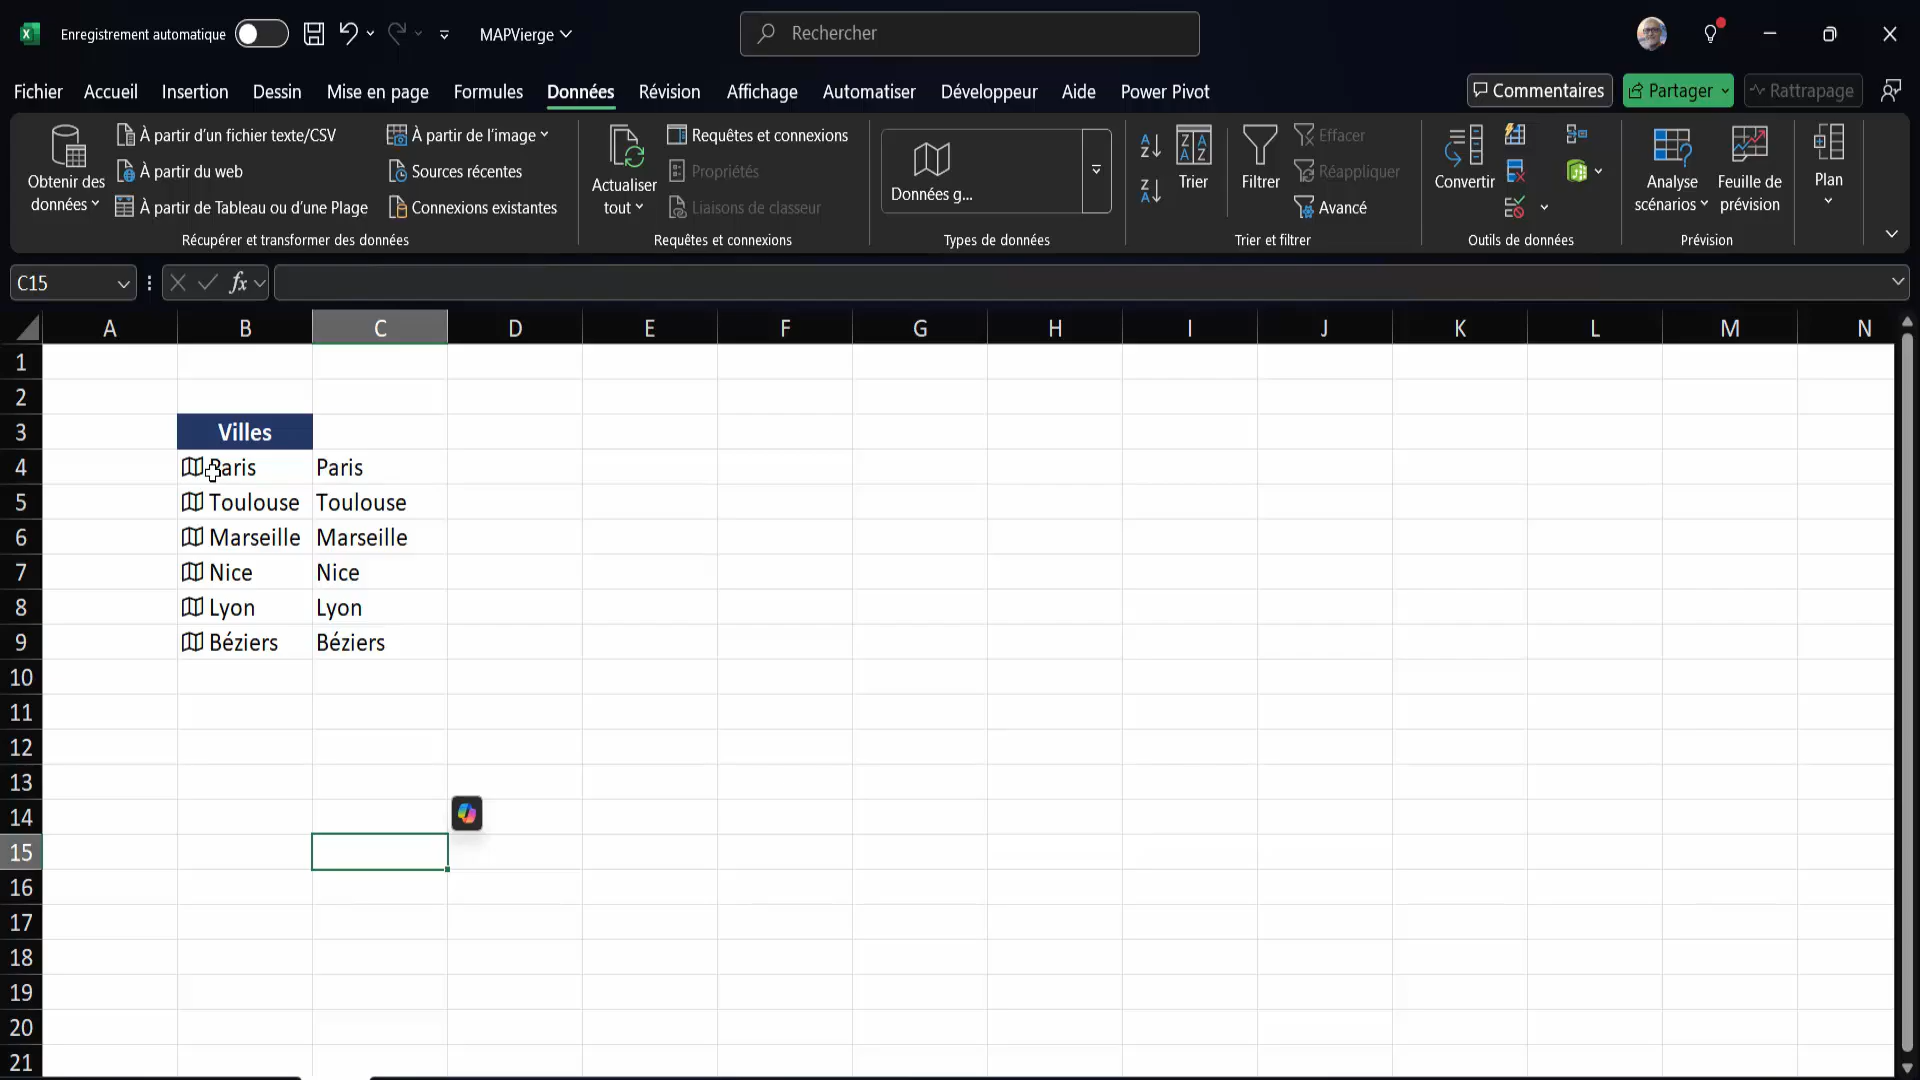 Enregistrement automatique MAPVierge Rechercher
Fichier Accueil Insertion Dessin Mise en page Formules Données Révision Affichage Automatiser Développeur Aide Power Pivot Commentaires Partager Rattrapage
Obtenir des données
À partir d'un fichier texte/CSV
À partir du web
À partir de Tableau ou d'une Plage
À partir de l'image
Sources récentes
Connexions existantes
Récupérer et transformer des données
Actualiser tout
Requêtes et connexions
Propriétés
Liaisons de classeur
Requêtes et connexions
Données g...
Types de données
Trier
Filtrer
Effacer
Réappliquer
Avancé
Trier et filtrer
Convertir
Outils de données
Analyse scénarios
Feuille de prévision
Prévision
Plan
C15 fx
A B C D E F G H I J K L M N
1
2
3 Villes
4 Paris Paris
5 Toulouse Toulouse
6 Marseille Marseille
7 Nice Nice
8 Lyon Lyon
9 Béziers Béziers
10
11
12
13
14
15
16
17
18
19
20
21